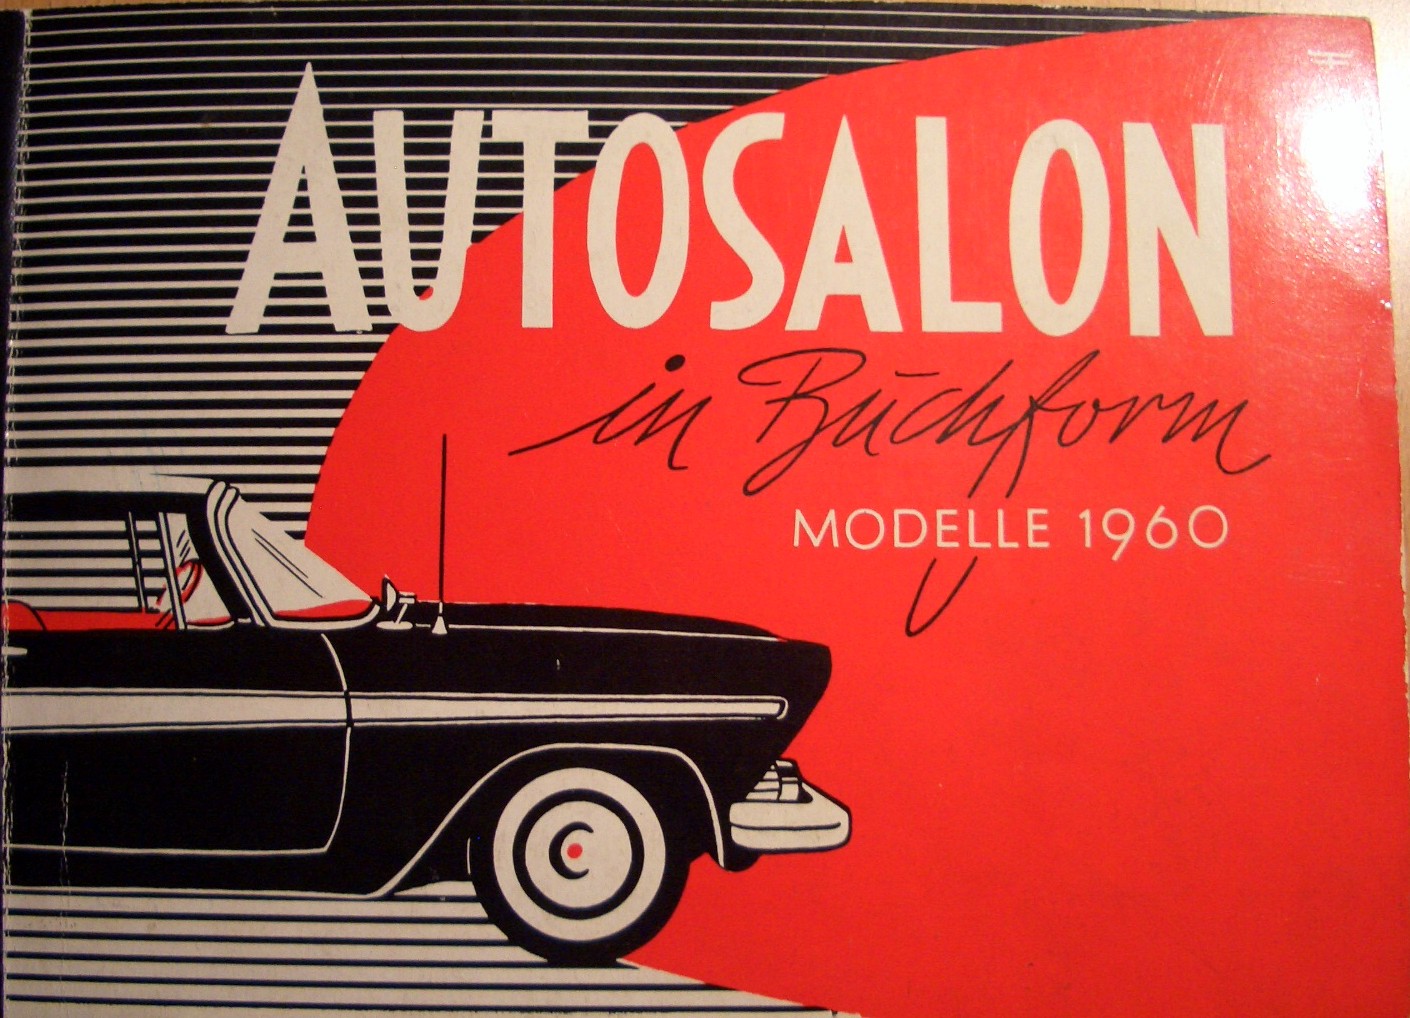 AUTOSALON
in Buchform
MODELLE 1960